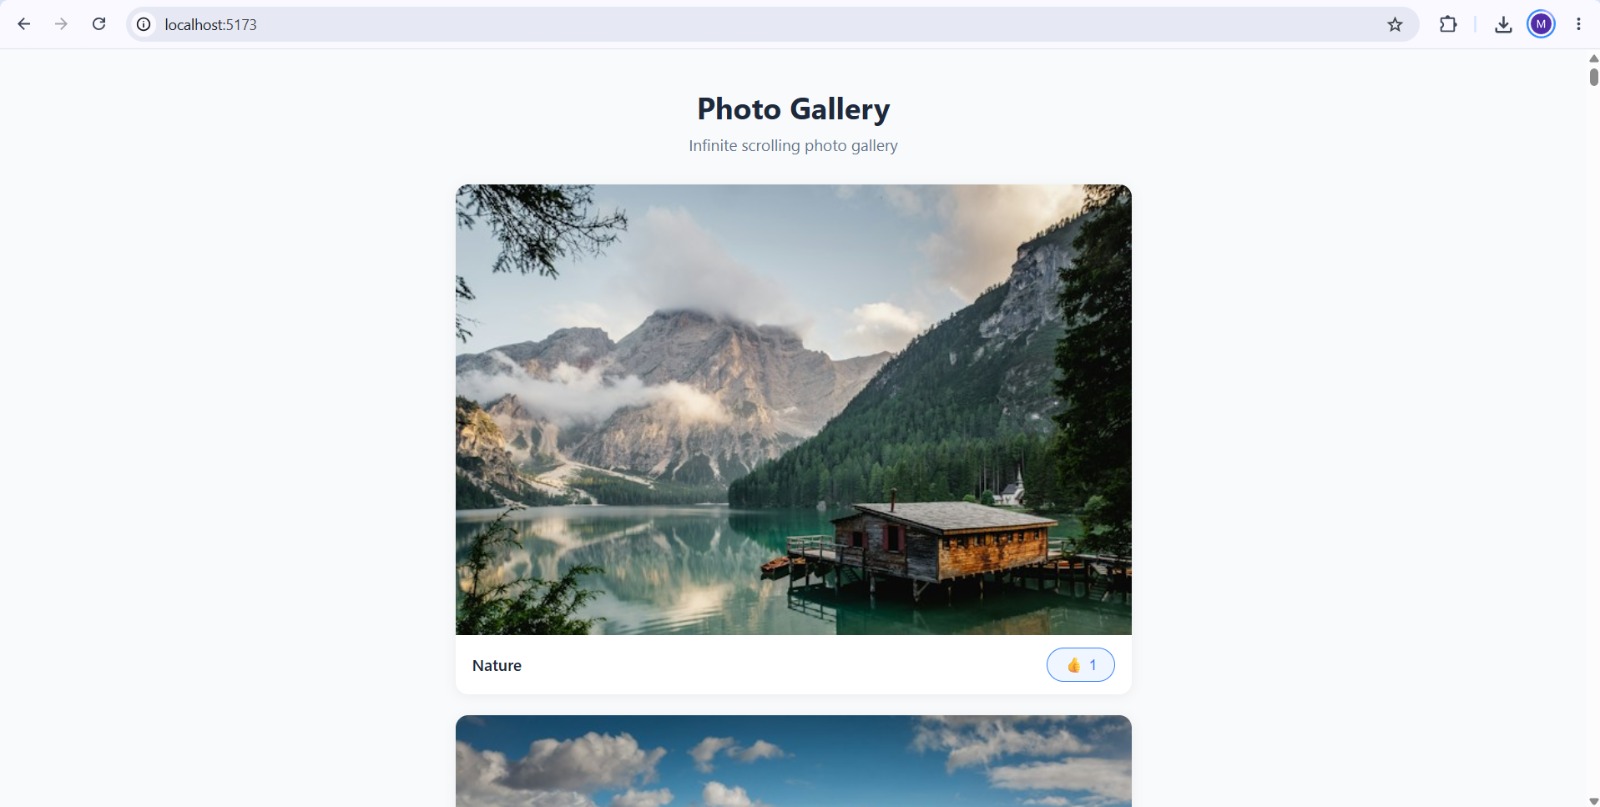 localhost:5173
M
Photo Gallery
Infinite scrolling photo gallery
Nature
👍 1